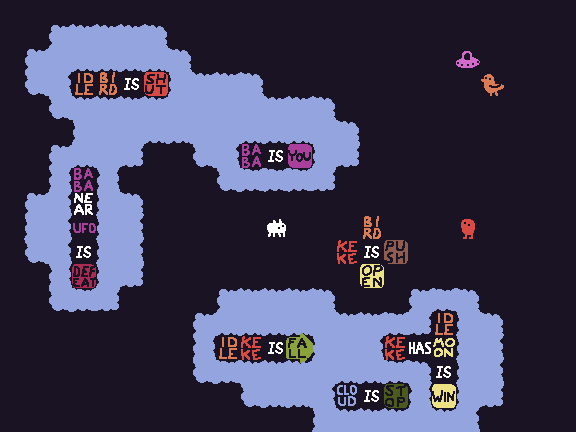 IDLE BIRD IS SHUT
BABA IS YOU
BABA
NEAR
UFO
IS
DEFEAT
BIRD
KEKE IS PUSH
OPEN
IDLE KEKE IS FALL
IDLE
KEKE HAS MOON
IS
CLOUD IS STOP
WIN